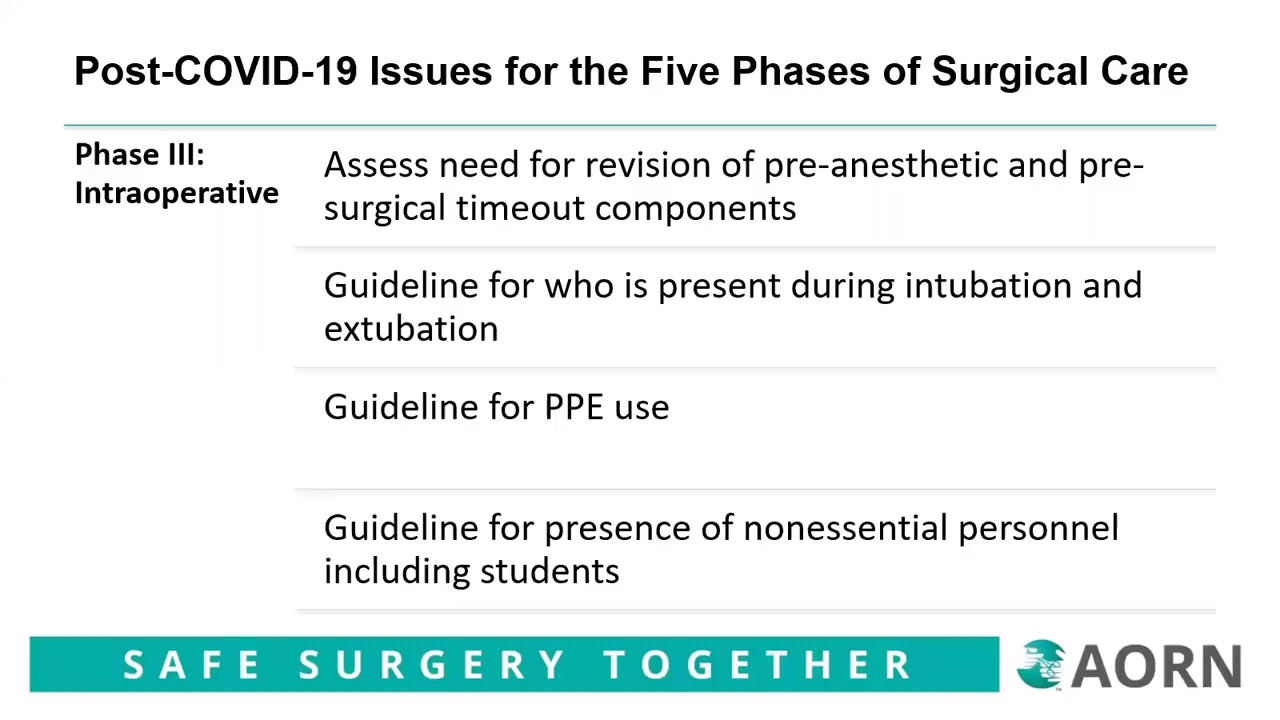 Post-COVID-19 Issues for the Five Phases of Surgical Care
Phase III:
Intraoperative
Assess need for revision of pre-anesthetic and pre-
surgical timeout components
Guideline for who is present during intubation and
extubation
Guideline for PPE use
Guideline for presence of nonessential personnel
including students
SAFE SURGERY TOGETHER
AORN